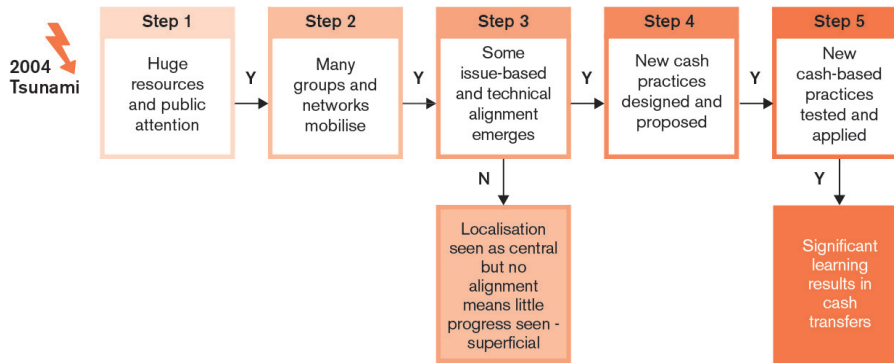 2004
Tsunami
Step 1
Huge
resources
and public
attention
Y
Step 2
Many
groups and
networks
mobilise
Y
Step 3
Some
issue-based
and technical
alignment
emerges
Y
Step 4
New cash
practices
designed and
proposed
Y
Step 5
New
cash-based
practices
tested and
applied
N
Localisation
seen as central
but no
alignment
means little
progress seen -
superficial
Y
Significant
learning
results in
cash
transfers